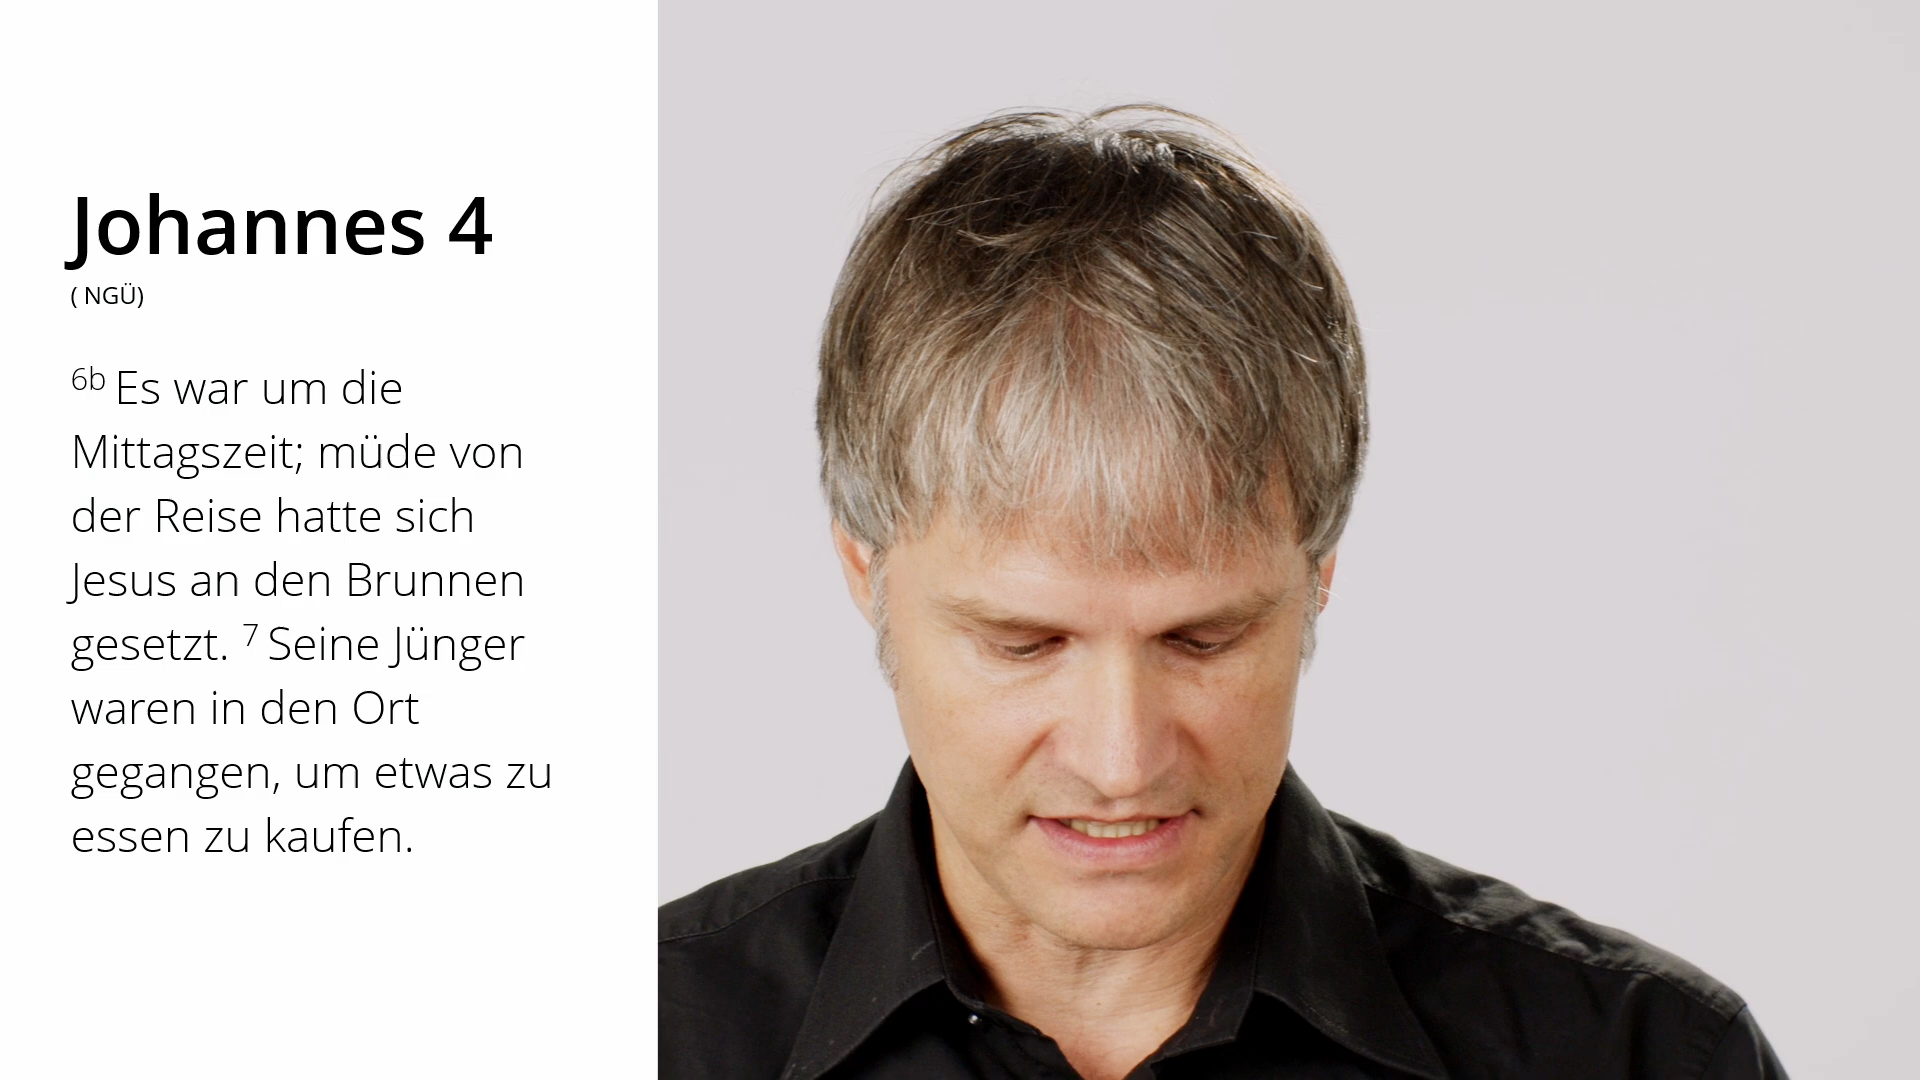 Johannes 4
( NGÜ)
6b Es war um die
Mittagszeit; müde von
der Reise hatte sich
Jesus an den Brunnen
gesetzt. 7 Seine Jünger
waren in den Ort
gegangen, um etwas zu
essen zu kaufen.